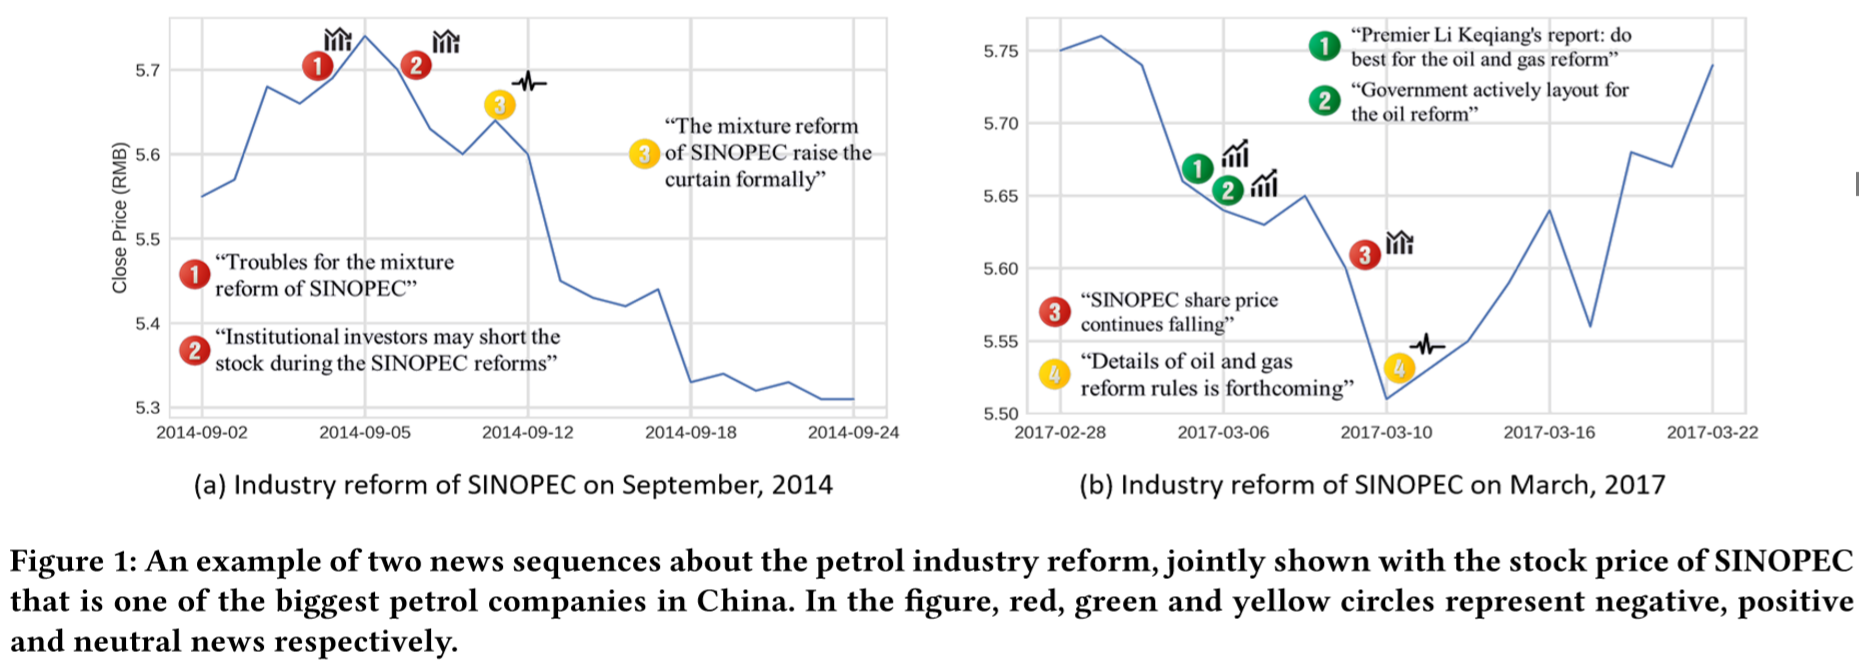 Close Price (RMB)
5.7
5.6
5.5
5.4
5.3
2014-09-02
2014-09-05
2014-09-12
2014-09-18
2014-09-24
1
2
3
3
“The mixture reform
of SINOPEC raise the
curtain formally”
1
“Troubles for the mixture
reform of SINOPEC”
2
“Institutional investors may short the
stock during the SINOPEC reforms”
(a) Industry reform of SINOPEC on September, 2014
5.75
5.70
5.65
5.60
5.55
5.50
2017-02-28
2017-03-06
2017-03-10
2017-03-16
2017-03-22
1
“Premier Li Keqiang's report: do
best for the oil and gas reform”
2
“Government actively layout for
the oil reform”
1
2
3
4
3
“SINOPEC share price
continues falling”
4
“Details of oil and gas
reform rules is forthcoming”
(b) Industry reform of SINOPEC on March, 2017
Figure 1: An example of two news sequences about the petrol industry reform, jointly shown with the stock price of SINOPEC
that is one of the biggest petrol companies in China. In the figure, red, green and yellow circles represent negative, positive
and neutral news respectively.